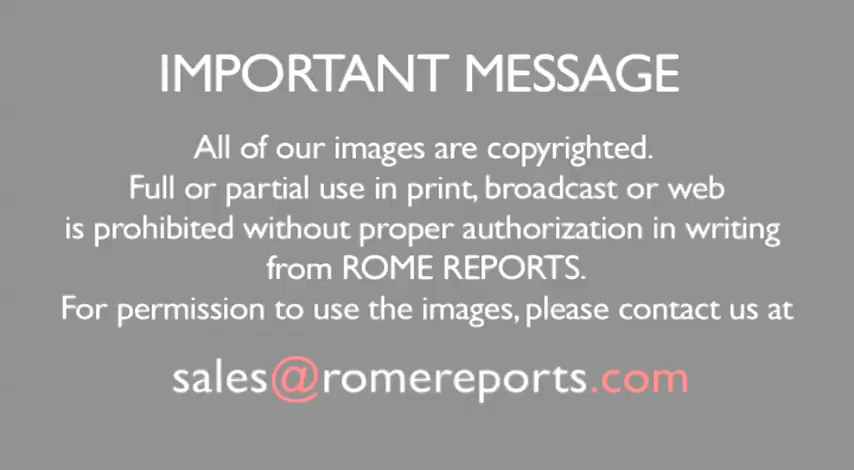 IMPORTANT MESSAGE
All of our images are copyrighted.
Full or partial use in print, broadcast or web
is prohibited without proper authorization in writing
from ROME REPORTS.
For permission to use the images, please contact us at
sales@romereports.com